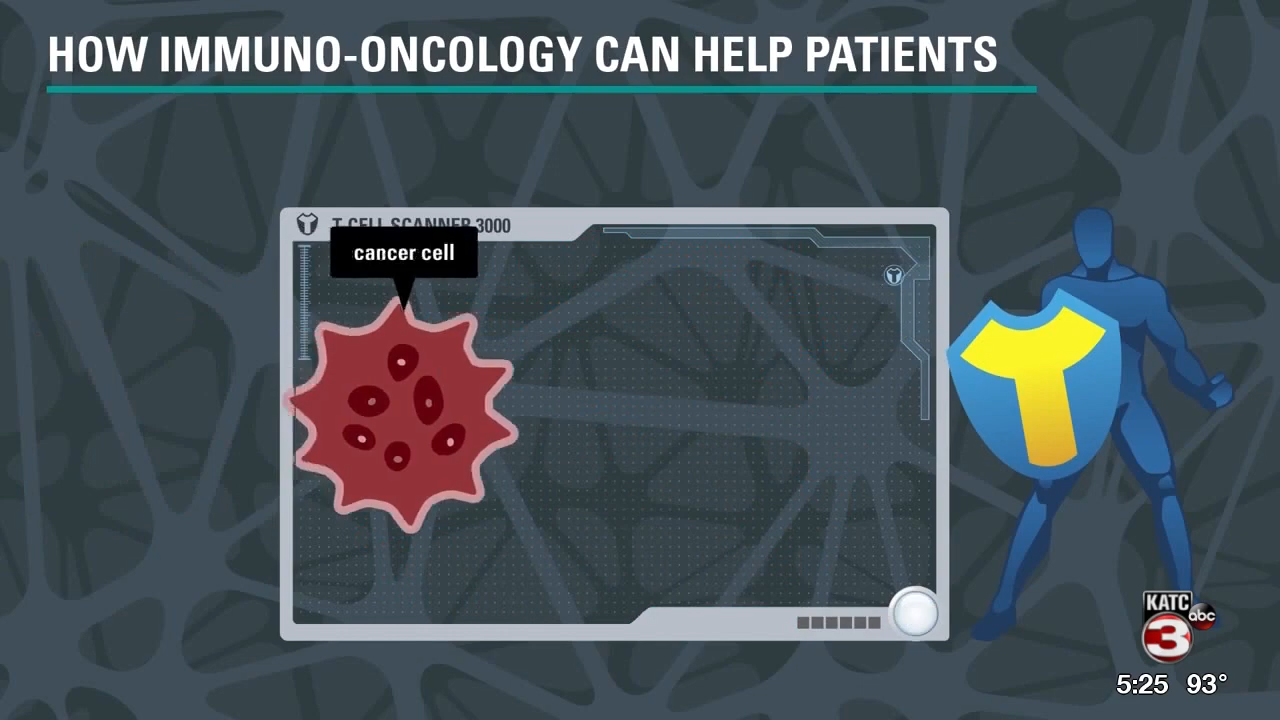 HOW IMMUNO-ONCOLOGY CAN HELP PATIENTS
T CELL SCANNER 3000
cancer cell
T
KATC
abc
3
5:25 93°